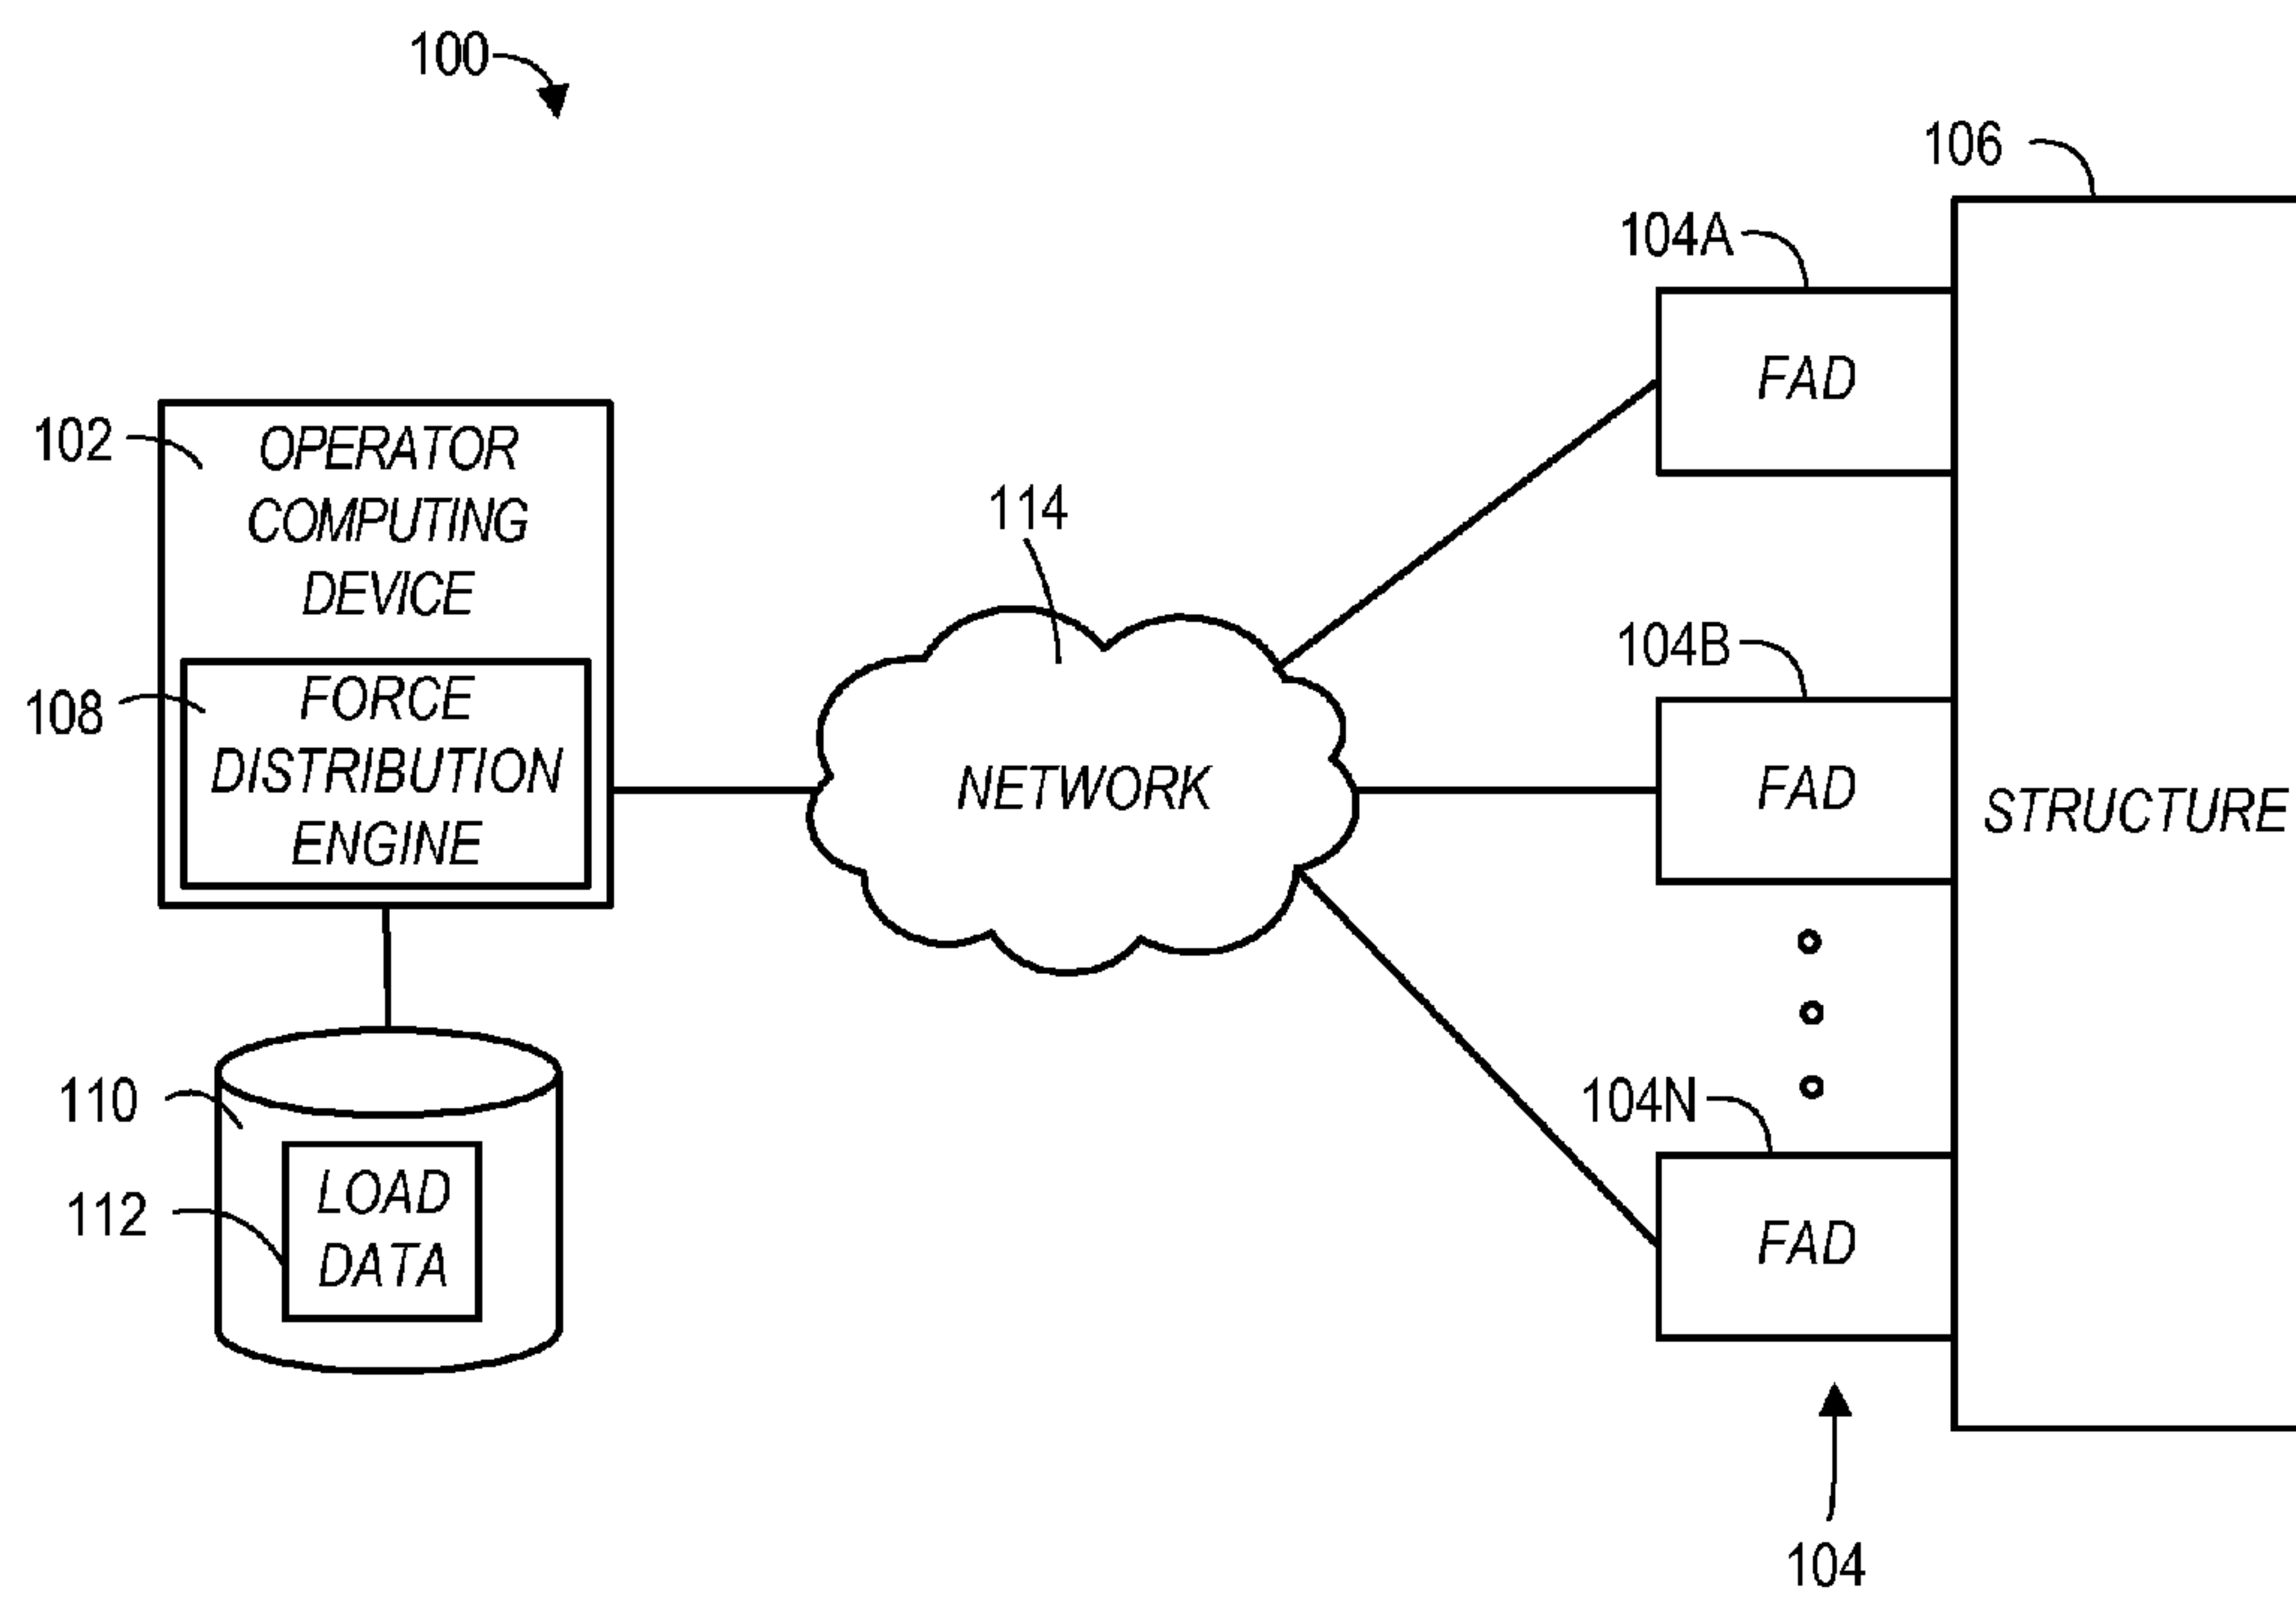 100
106
104A
FAD
102
OPERATOR
COMPUTING
DEVICE
114
104B
108
FORCE
DISTRIBUTION
ENGINE
NETWORK
FAD
STRUCTURE
110
104N
112
LOAD
DATA
FAD
104